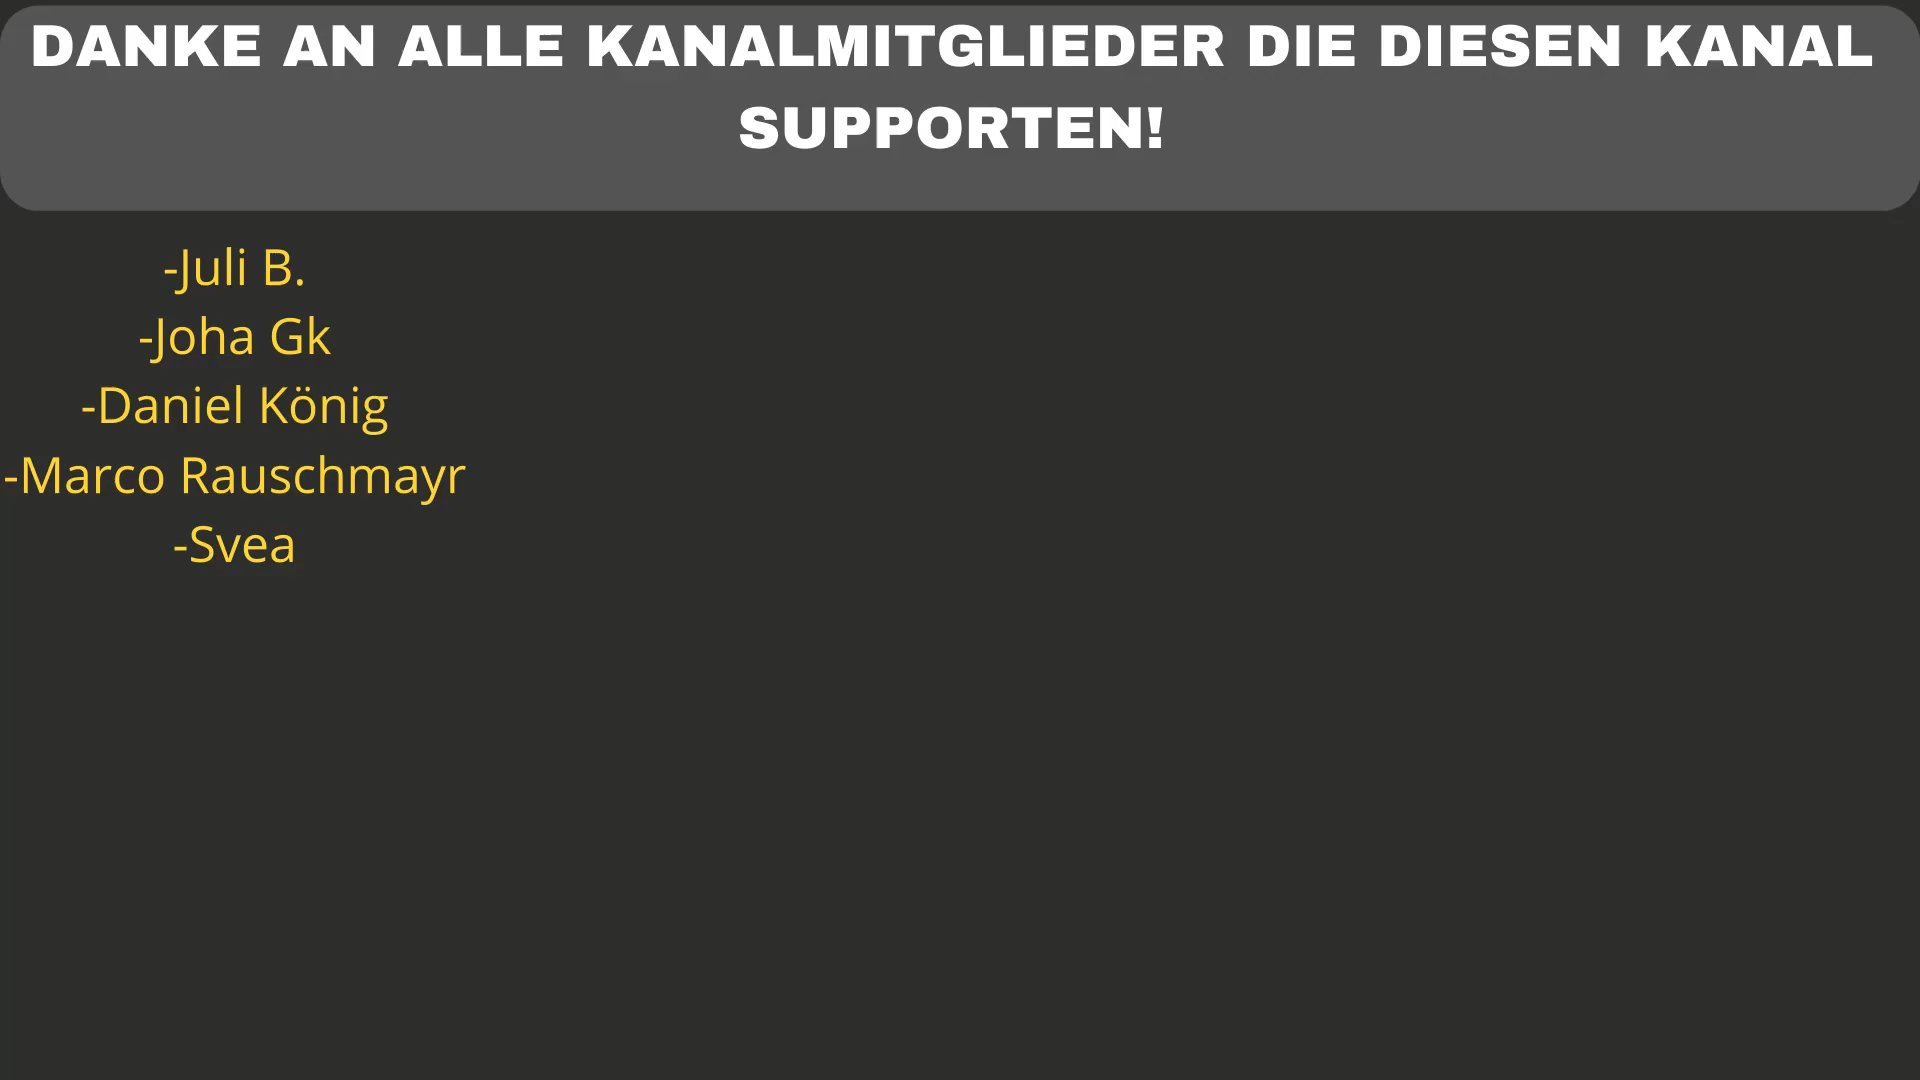 DANKE AN ALLE KANALMITGLIEDER DIE DIESEN KANAL
SUPPORTEN!
-Juli B.
-Joha Gk
-Daniel König
-Marco Rauschmayr
-Svea